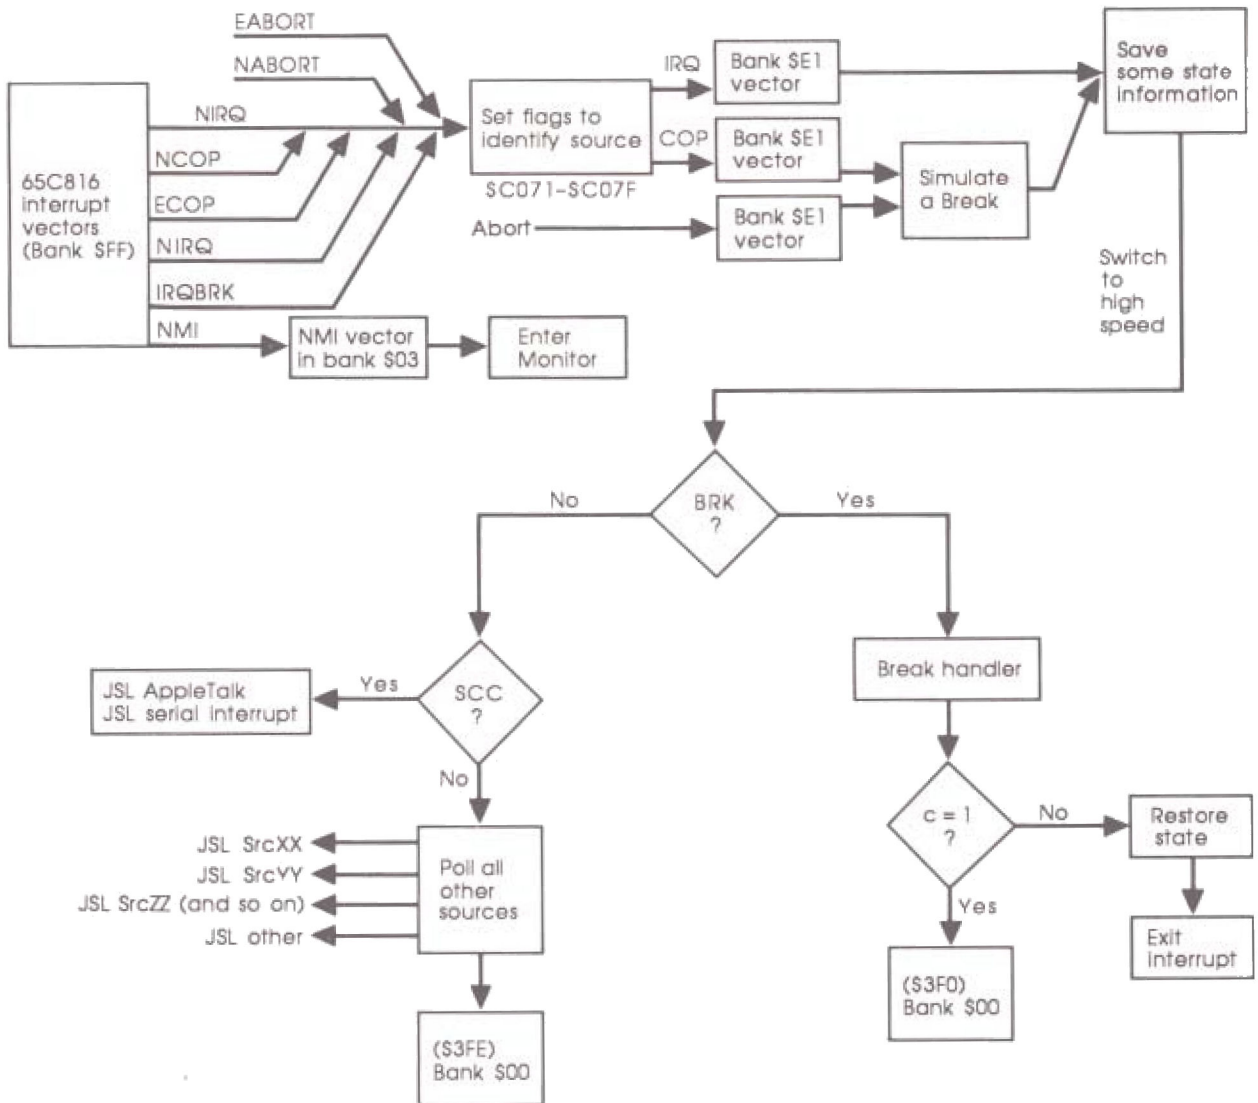 EABORT
NABORT
NIRQ
NCOP
ECOP
NIRQ
IRQBRK
NMI
65C816
interrupt
vectors
(Bank $FF)
NMI vector
in bank $03
Enter
Monitor
Set flags to
identify source
$C071-$C07F
IRQ
COP
Abort
Bank $E1
vector
Bank $E1
vector
Bank $E1
vector
Simulate
a Break
Save
some state
information
Switch
to
high
speed
BRK
?
No
Yes
SCC
?
Yes
JSL AppleTalk
JSL serial interrupt
No
Poll all
other
sources
JSL SrcXX
JSL SrcYY
JSL SrcZZ (and so on)
JSL other
($3FE)
Bank $00
Break handler
c = 1
?
No
Restore
state
Exit
interrupt
Yes
($3F0)
Bank $00